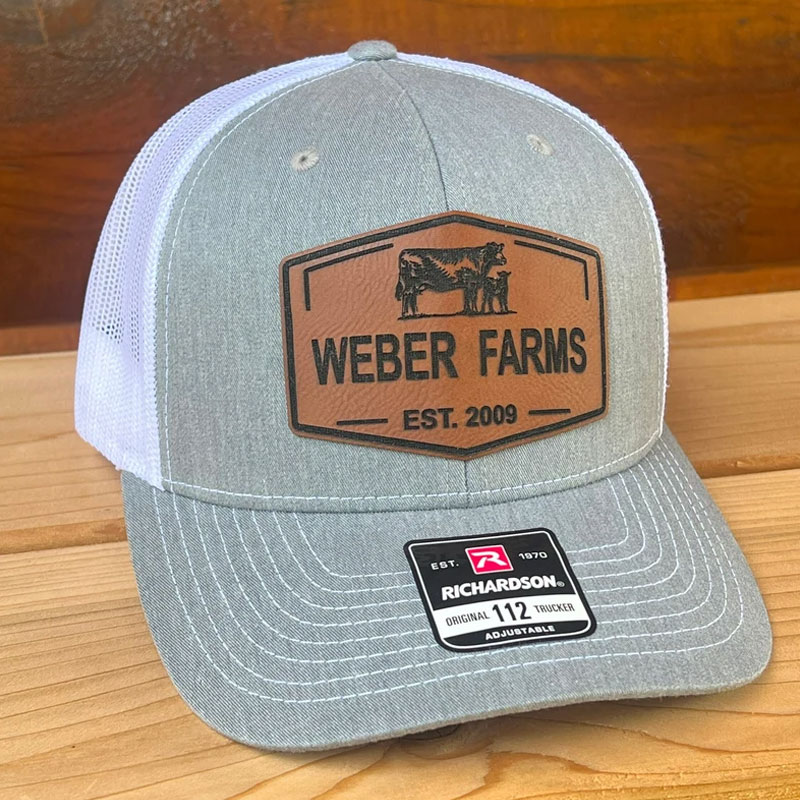 WEBER FARMS
EST. 2009
EST. R 1970
RICHARDSON®
ORIGINAL 112 TRUCKER
ADJUSTABLE